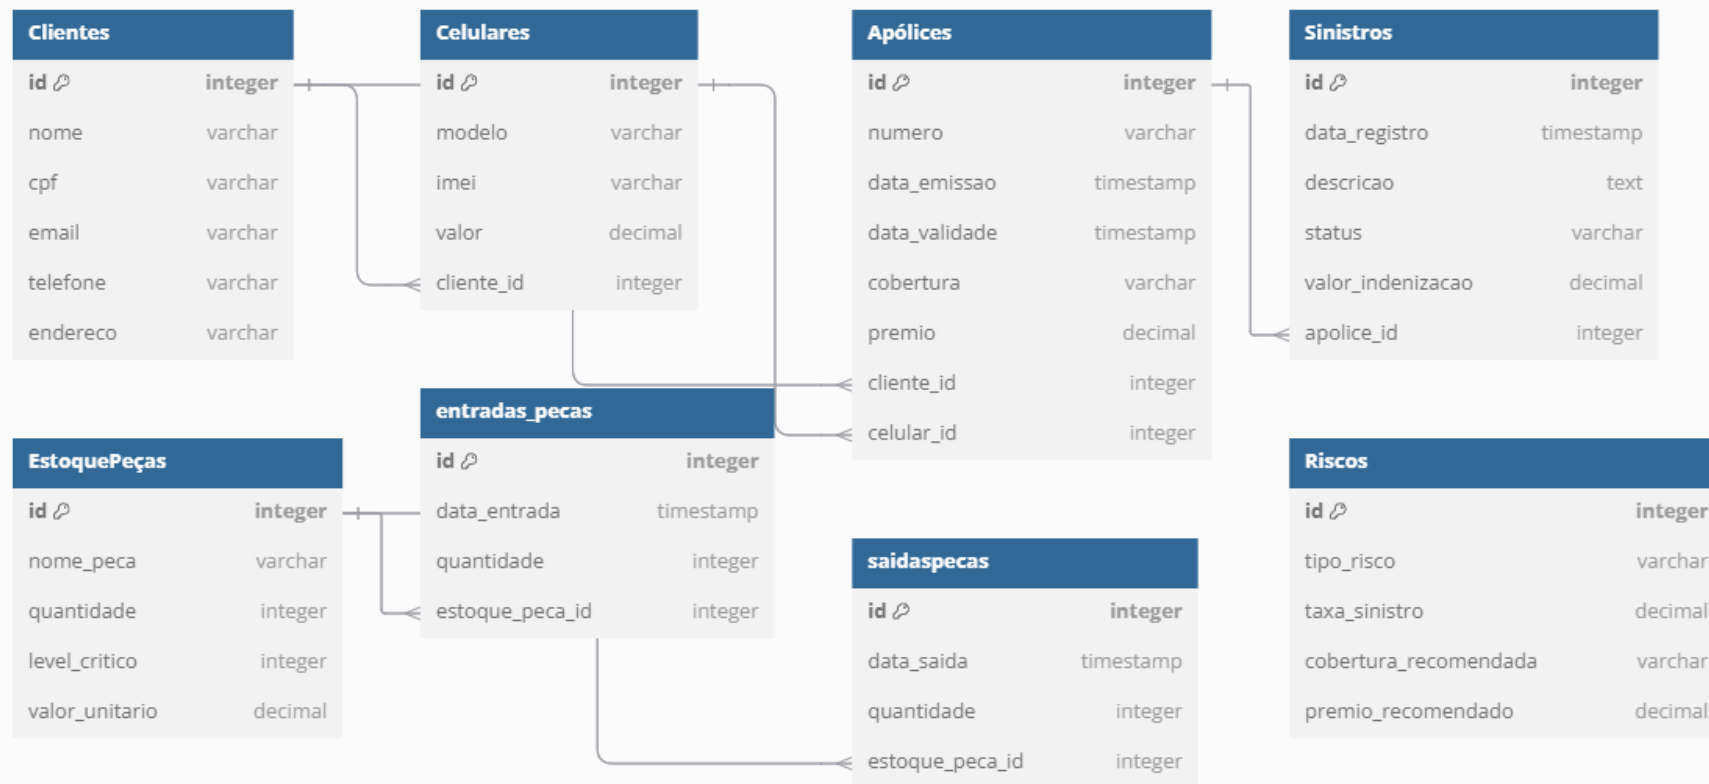 Clientes
id integer
nome varchar
cpf varchar
email varchar
telefone varchar
endereco varchar
Celulares
id integer
modelo varchar
imei varchar
valor decimal
cliente_id integer
Apólices
id integer
numero varchar
data_emissao timestamp
data_validade timestamp
cobertura varchar
premio decimal
cliente_id integer
celular_id integer
Sinistros
id integer
data_registro timestamp
descricao text
status varchar
valor_indenizacao decimal
apolice_id integer
EstoquePeças
id integer
nome_peca varchar
quantidade integer
level_critico integer
valor_unitario decimal
entradas_pecas
id integer
data_entrada timestamp
quantidade integer
estoque_peca_id integer
saidaspecas
id integer
data_saida timestamp
quantidade integer
estoque_peca_id integer
Riscos
id integer
tipo_risco varchar
taxa_sinistro decimal
cobertura_recomendada varchar
premio_recomendado decimal